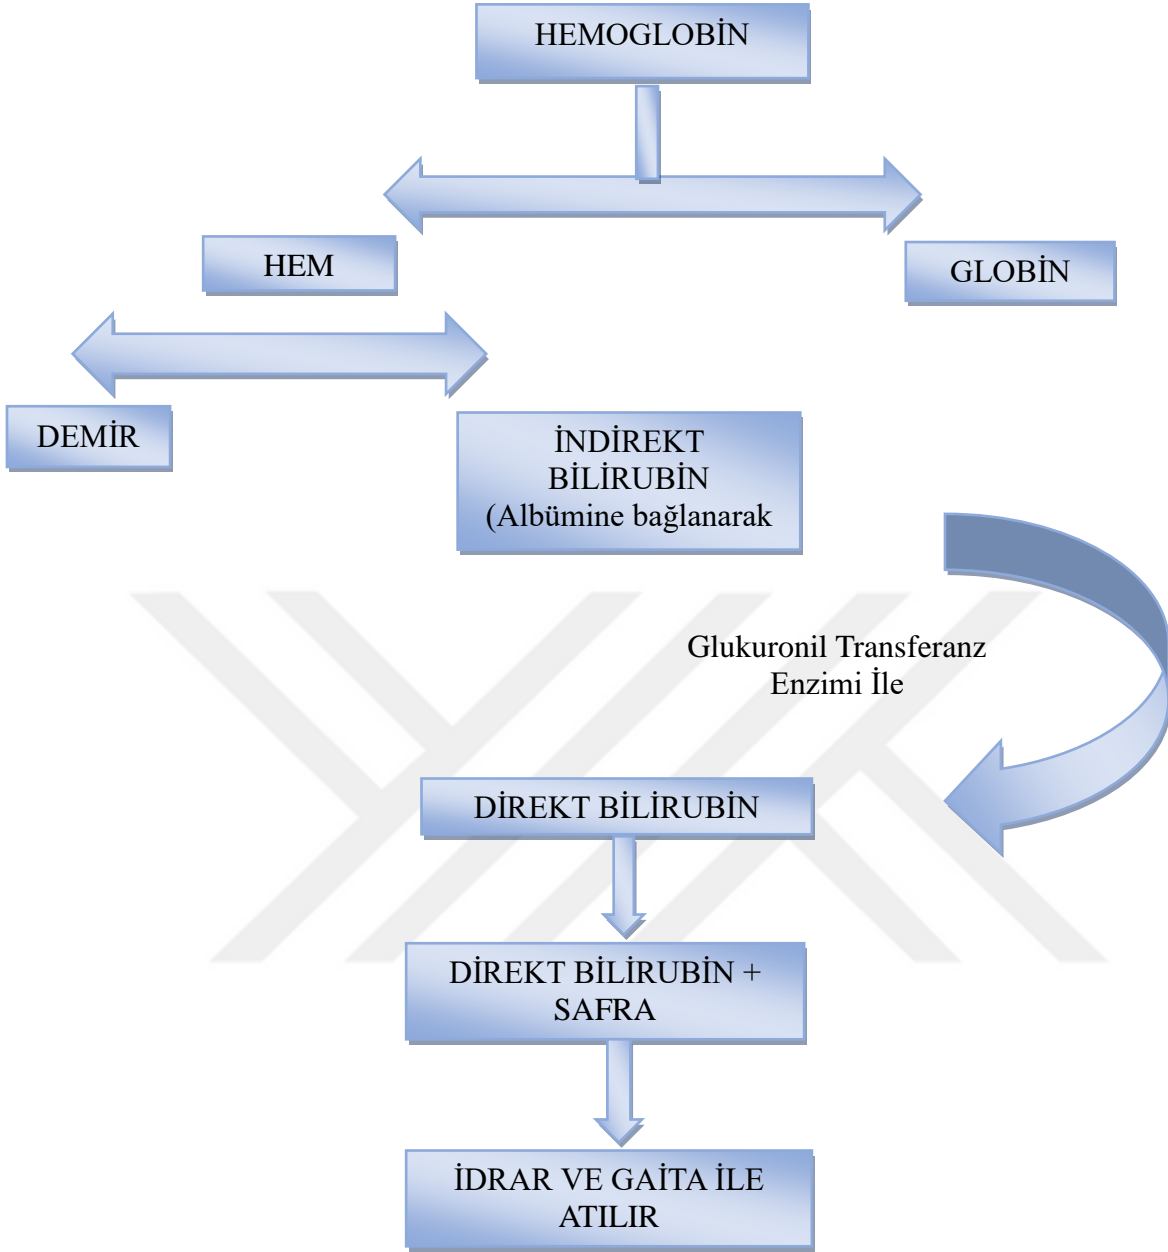 HEMOGLOBİN
HEM
GLOBİN
DEMİR
İNDİREKT
BİLİRUBİN
(Albümine bağlanarak
Glukuronil Transferanz
Enzimi İle
DİREKT BİLİRUBİN
DİREKT BİLİRUBİN +
SAFRA
İDRAR VE GAİTA İLE
ATILIR